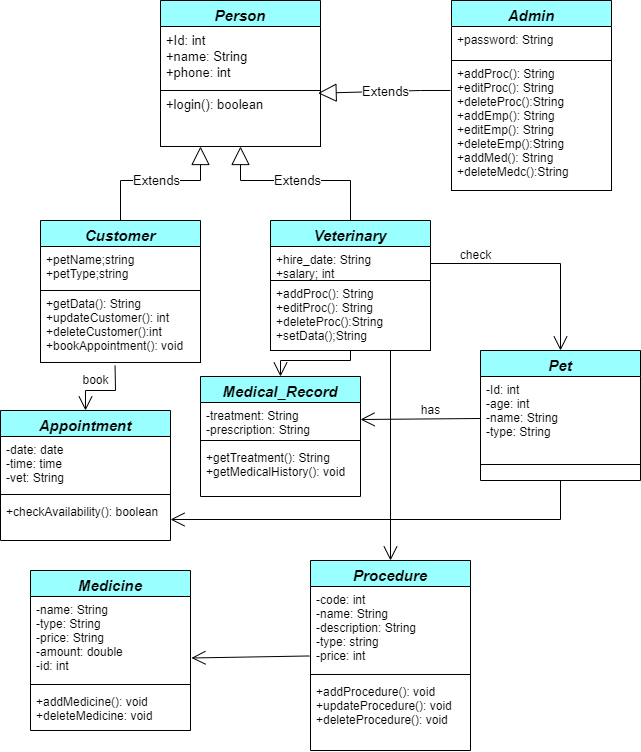 Person
+Id: int
+name: String
+phone: int
+login(): boolean
Admin
+password: String
+addProc(): String
+editProc(): String
+deleteProc():String
+addEmp(): String
+editEmp(): String
+deleteEmp():String
+addMed(): String
+deleteMedc():String
Extends
Extends
Extends
Customer
+petName;string
+petType;string
+getData(): String
+updateCustomer(): int
+deleteCustomer():int
+bookAppointment(): void
Veterinary
+hire_date: String
+salary; int
+addProc(): String
+editProc(): String
+deleteProc():String
+setData();String
check
book
Medical_Record
-treatment: String
-prescription: String
+getTreatment(): String
+getMedicalHistory(): void
has
Pet
-Id: int
-age: int
-name: String
-type: String
Appointment
-date: date
-time: time
-vet: String
+checkAvailability(): boolean
Medicine
-name: String
-type: String
-price: String
-amount: double
-id: int
+addMedicine(): void
+deleteMedicine: void
Procedure
-code: int
-name: String
-description: String
-type: string
-price: int
+addProcedure(): void
+updateProcedure(): void
+deleteProcedure(): void